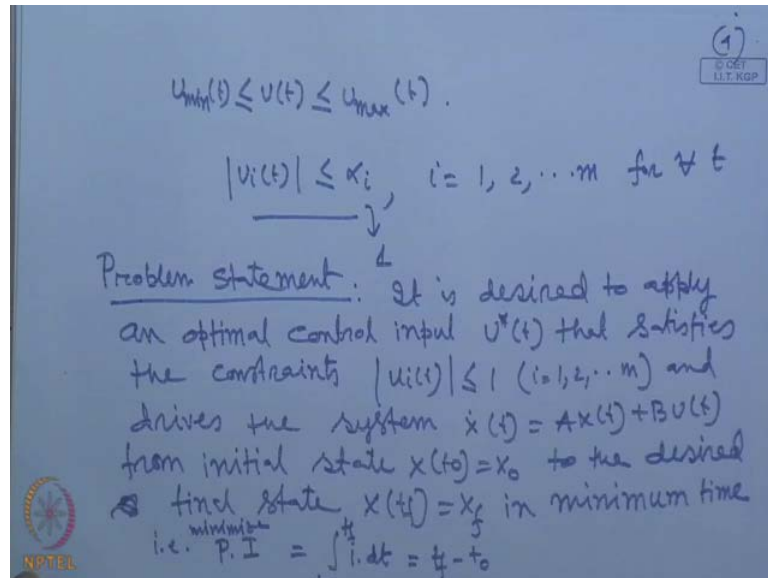 (1)
© CET
I.I.T. KGP
Umin(t) ≤ U(t) ≤ Umax(t).
|Ui(t)| ≤ αi, i = 1, 2, ... m for ∀ t
1
Problem Statement: It is desired to apply
an optimal control input U*(t) that satisfies
the constraints |Ui(t)| ≤ 1 (i=1,2,..m) and
drives the system ẋ(t) = Ax(t) + BU(t)
from initial state x(t0) = x0 to the desired
final state x(tf) = xf in minimum time
minimize
i.e. P.I = ∫ 1. dt = tf - t0
NPTEL